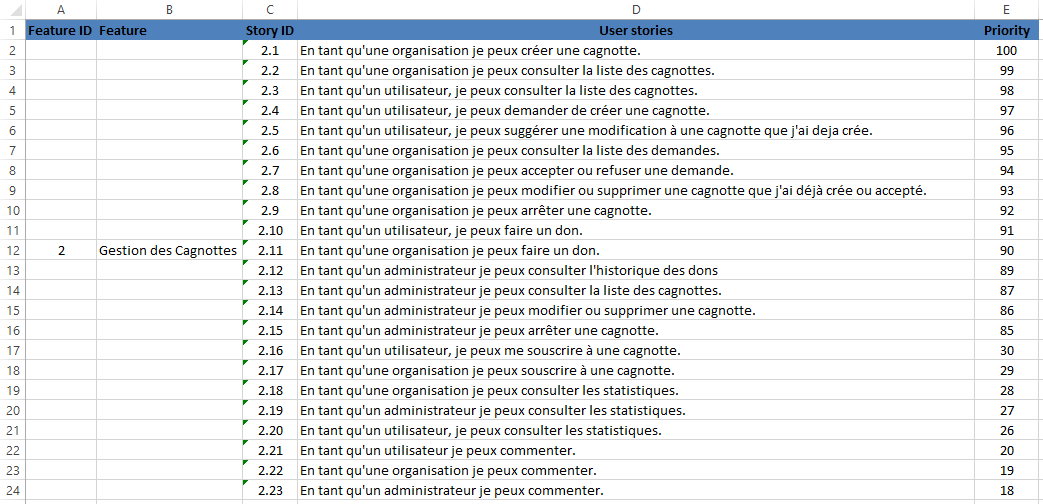 A B C D E
1 Feature ID Feature Story ID User stories Priority
2 2.1 En tant qu'une organisation je peux créer une cagnotte. 100
3 2.2 En tant qu'une organisation je peux consulter la liste des cagnottes. 99
4 2.3 En tant qu'un utilisateur, je peux consulter la liste des cagnottes. 98
5 2.4 En tant qu'un utilisateur, je peux demander de créer une cagnotte. 97
6 2.5 En tant qu'un utilisateur, je peux suggérer une modification à une cagnotte que j'ai deja crée. 96
7 2.6 En tant qu'une organisation je peux consulter la liste des demandes. 95
8 2.7 En tant qu'une organisation je peux accepter ou refuser une demande. 94
9 2.8 En tant qu'une organisation je peux modifier ou supprimer une cagnotte que j'ai déjà crée ou accepté. 93
10 2.9 En tant qu'une organisation je peux arrêter une cagnotte. 92
11 2.10 En tant qu'un utilisateur, je peux faire un don. 91
12 2 Gestion des Cagnottes 2.11 En tant qu'une organisation je peux faire un don. 90
13 2.12 En tant qu'un administrateur je peux consulter l'historique des dons 89
14 2.13 En tant qu'un administrateur je peux consulter la liste des cagnottes. 87
15 2.14 En tant qu'un administrateur je peux modifier ou supprimer une cagnotte. 86
16 2.15 En tant qu'un administrateur je peux arrêter une cagnotte. 85
17 2.16 En tant qu'un utilisateur, je peux me souscrire à une cagnotte. 30
18 2.17 En tant qu'une organisation je peux souscrire à une cagnotte. 29
19 2.18 En tant qu'une organisation je peux consulter les statistiques. 28
20 2.19 En tant qu'un administrateur je peux consulter les statistiques. 27
21 2.20 En tant qu'un utilisateur, je peux consulter les statistiques. 26
22 2.21 En tant qu'un utilisateur je peux commenter. 20
23 2.22 En tant qu'une organisation je peux commenter. 19
24 2.23 En tant qu'un administrateur je peux commenter. 18